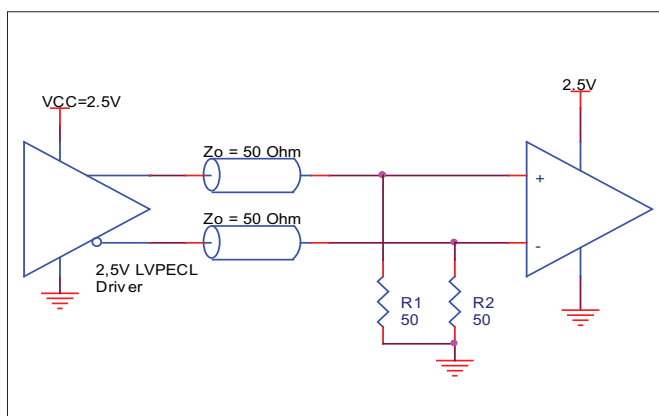 VCC=2.5V
2.5V
Zo = 50 Ohm
+
Zo = 50 Ohm
-
2,5V LVPECL
Driver
R1
50
R2
50